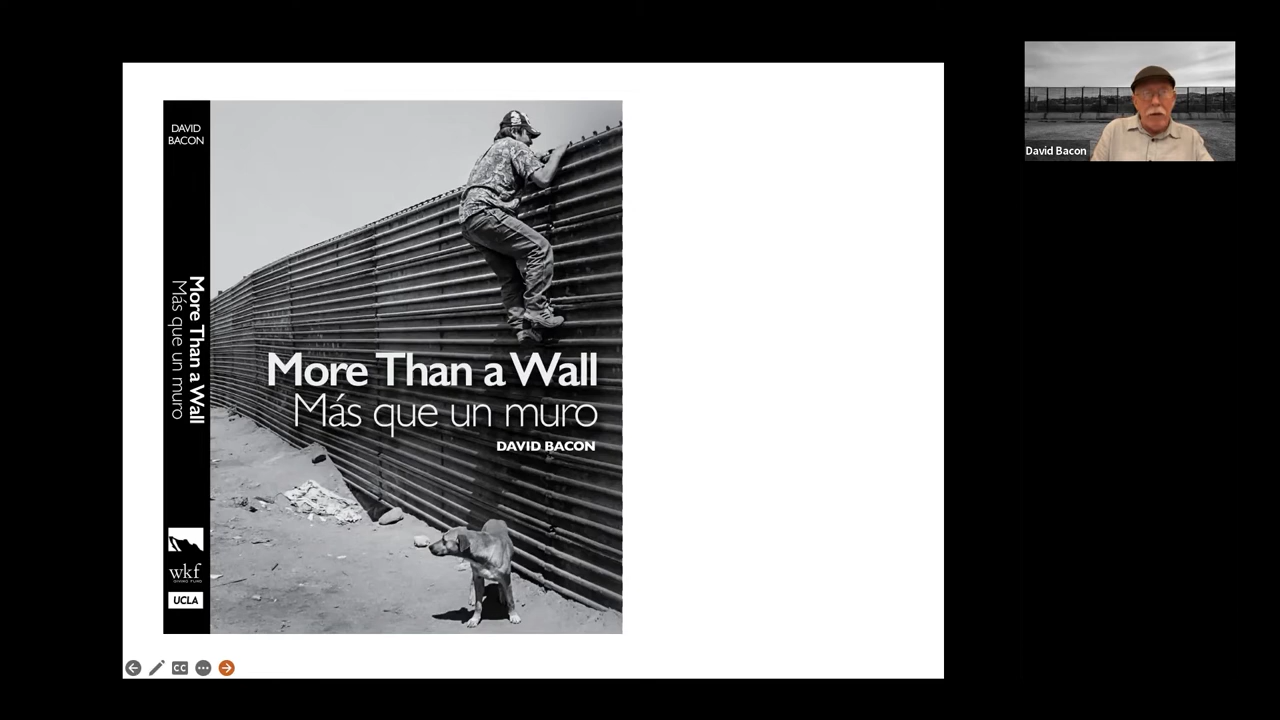 DAVID
BACON
More Than a Wall
Más que un muro
wkf
UCLA
More Than a Wall
Más que un muro
DAVID BACON
CC
David Bacon